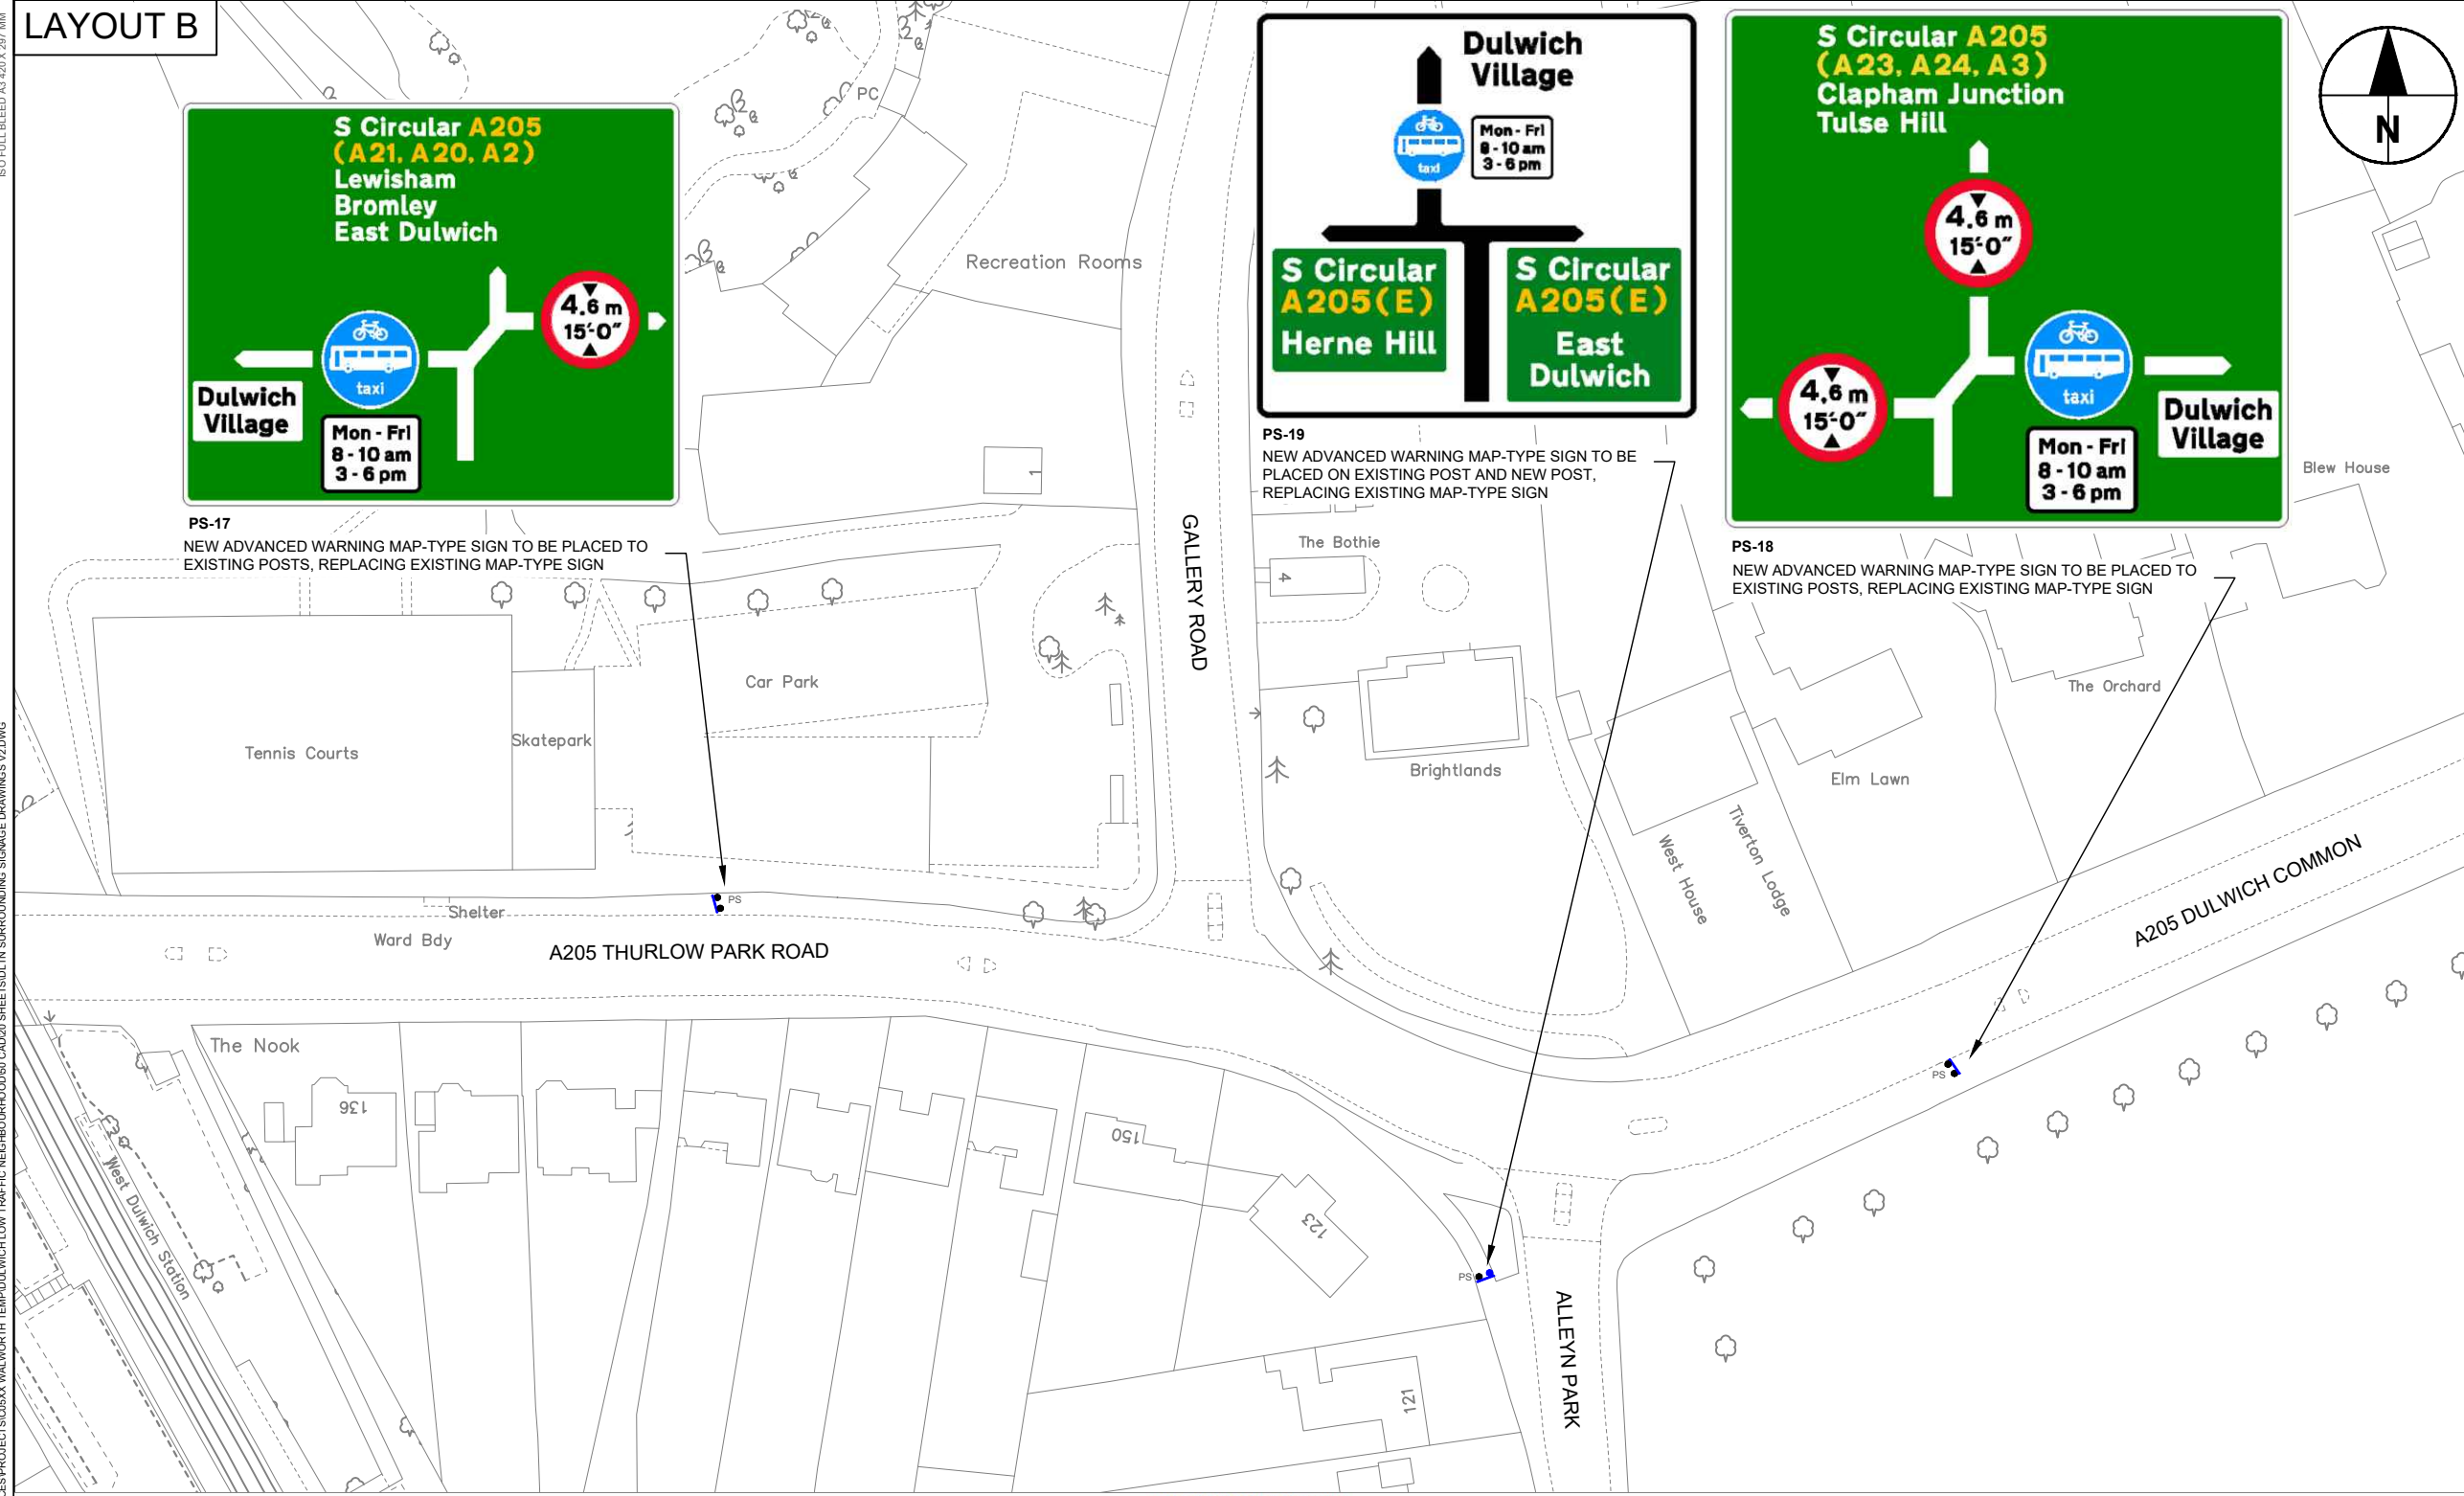 LAYOUT B
S Circular A205
(A21, A20, A2)
Lewisham
Bromley
East Dulwich
4.6 m
15'-0"
taxi
Dulwich
Village
Mon - Fri
8 - 10 am
3 - 6 pm
PS-17
NEW ADVANCED WARNING MAP-TYPE SIGN TO BE PLACED TO
EXISTING POSTS, REPLACING EXISTING MAP-TYPE SIGN
Dulwich
Village
taxi
Mon - Fri
8 - 10 am
3 - 6 pm
S Circular
A205(E)
Herne Hill
S Circular
A205(E)
East
Dulwich
PS-19
NEW ADVANCED WARNING MAP-TYPE SIGN TO BE
PLACED ON EXISTING POST AND NEW POST,
REPLACING EXISTING MAP-TYPE SIGN
S Circular A205
(A23, A24, A3)
Clapham Junction
Tulse Hill
4.6 m
15'-0"
4.6 m
15'-0"
taxi
Mon - Fri
8 - 10 am
3 - 6 pm
Dulwich
Village
PS-18
NEW ADVANCED WARNING MAP-TYPE SIGN TO BE PLACED TO
EXISTING POSTS, REPLACING EXISTING MAP-TYPE SIGN
N
PC
Recreation Rooms
1
GALLERY ROAD
The Bothie
4
Blew House
Car Park
Tennis Courts
Skatepark
Brightlands
The Orchard
Elm Lawn
West House
Tiverton Lodge
Shelter
Ward Bdy
PS
A205 THURLOW PARK ROAD
A205 DULWICH COMMON
PS
The Nook
136
150
123
PS
121
West Dulwich Station
ALLEYN PARK